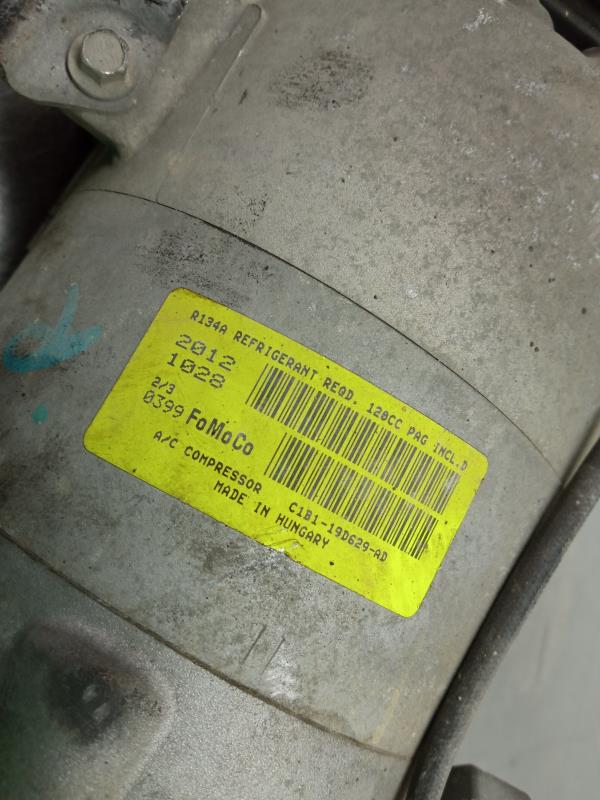 R134A REFRIGERANT REQD. 120CC PAG INCL.D
2012
1028
2/3
0399 FoMoCo
A/C COMPRESSOR C1B1-19D629-AD
MADE IN HUNGARY